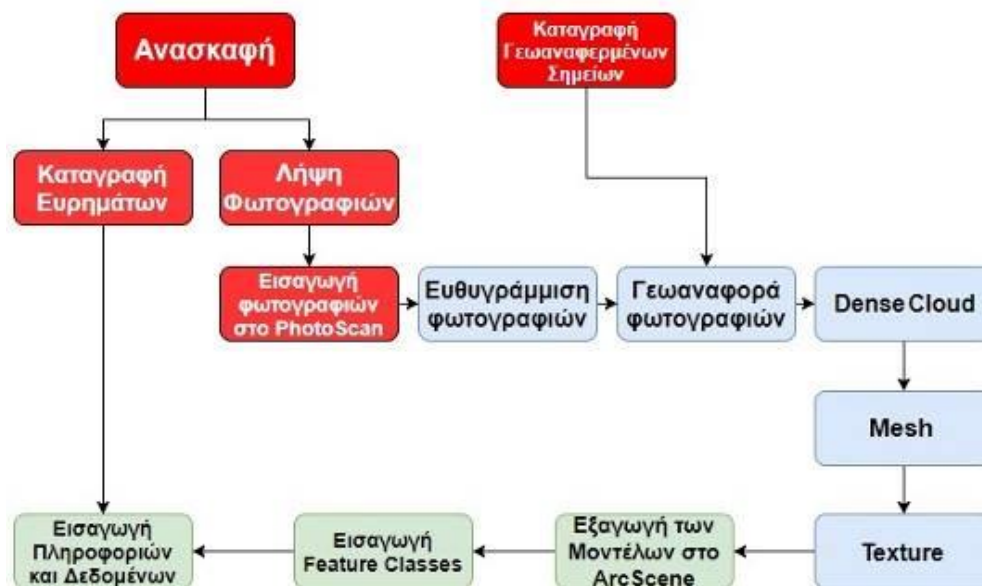 Ανασκαφή
Καταγραφή
Γεωαναφερμένων
Σημείων
Καταγραφή
Ευρημάτων
Λήψη
Φωτογραφιών
Εισαγωγή
φωτογραφιών
στο PhotoScan
Ευθυγράμμιση
φωτογραφιών
Γεωαναφορά
φωτογραφιών
Dense Cloud
Mesh
Εισαγωγή
Πληροφοριών
και Δεδομένων
Εισαγωγή
Feature Classes
Εξαγωγή των
Μοντέλων στο
ArcScene
Texture